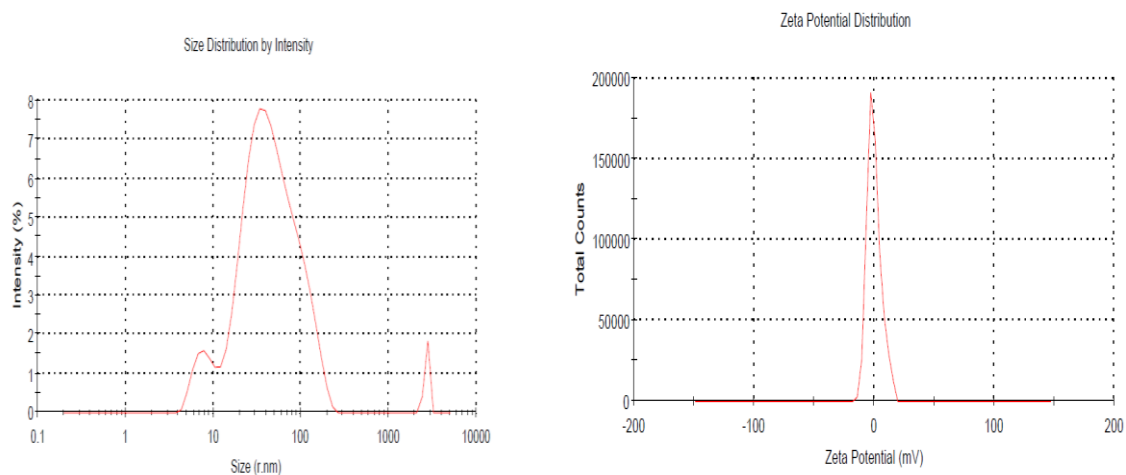 Size Distribution by Intensity
8
7
6
5
4
3
2
1
0
Intensity (%)
0.1 1 10 100 1000 10000
Size (r.nm)
Zeta Potential Distribution
200000
150000
100000
50000
0
Total Counts
-200 -100 0 100 200
Zeta Potential (mV)